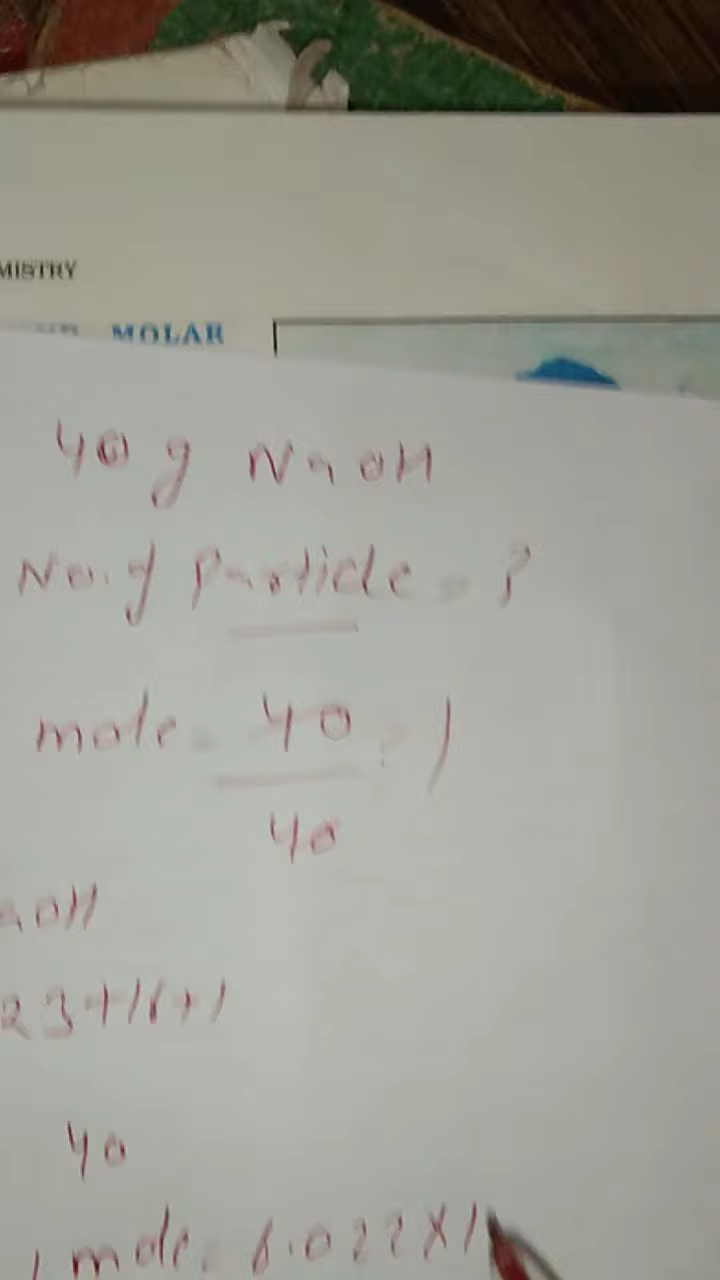 MISTRY
MOLAR
40 g NaOH
No. of Particle = ?
mole = 40 = 1
40
aOH
23+16+1
40
1 mole = 6.022 X 1